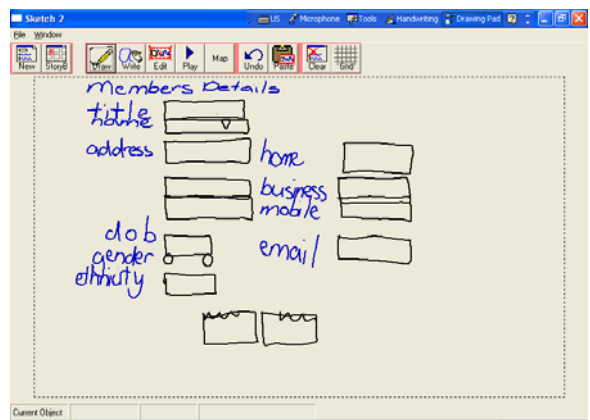 Sketch 2
US Microphone Tools Handwriting Drawing Pad
File Window
New StoryB Draw Write Edit Play Map Undo Paste Clear Grid
Members Details
title
name
address home
business
mobile
dob
gender email
ethnicity
Current Object